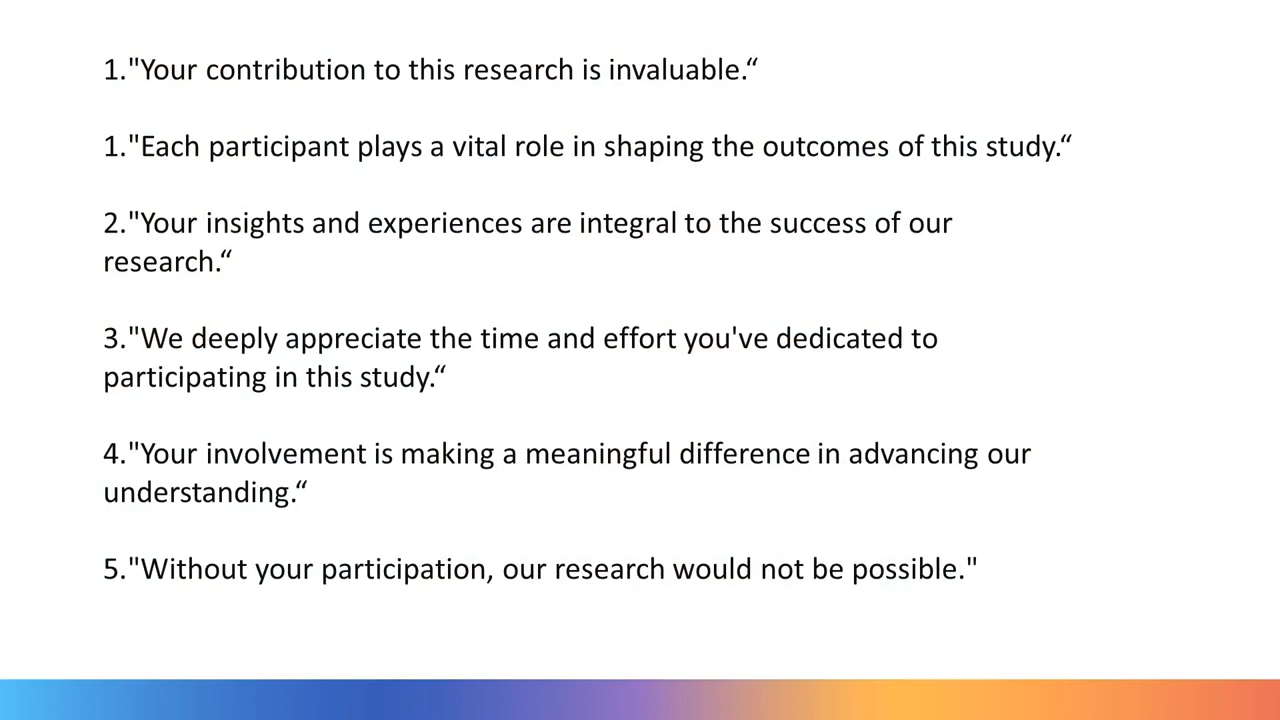 1."Your contribution to this research is invaluable.“
1."Each participant plays a vital role in shaping the outcomes of this study.“
2."Your insights and experiences are integral to the success of our
research.“
3."We deeply appreciate the time and effort you've dedicated to
participating in this study.“
4."Your involvement is making a meaningful difference in advancing our
understanding.“
5."Without your participation, our research would not be possible."